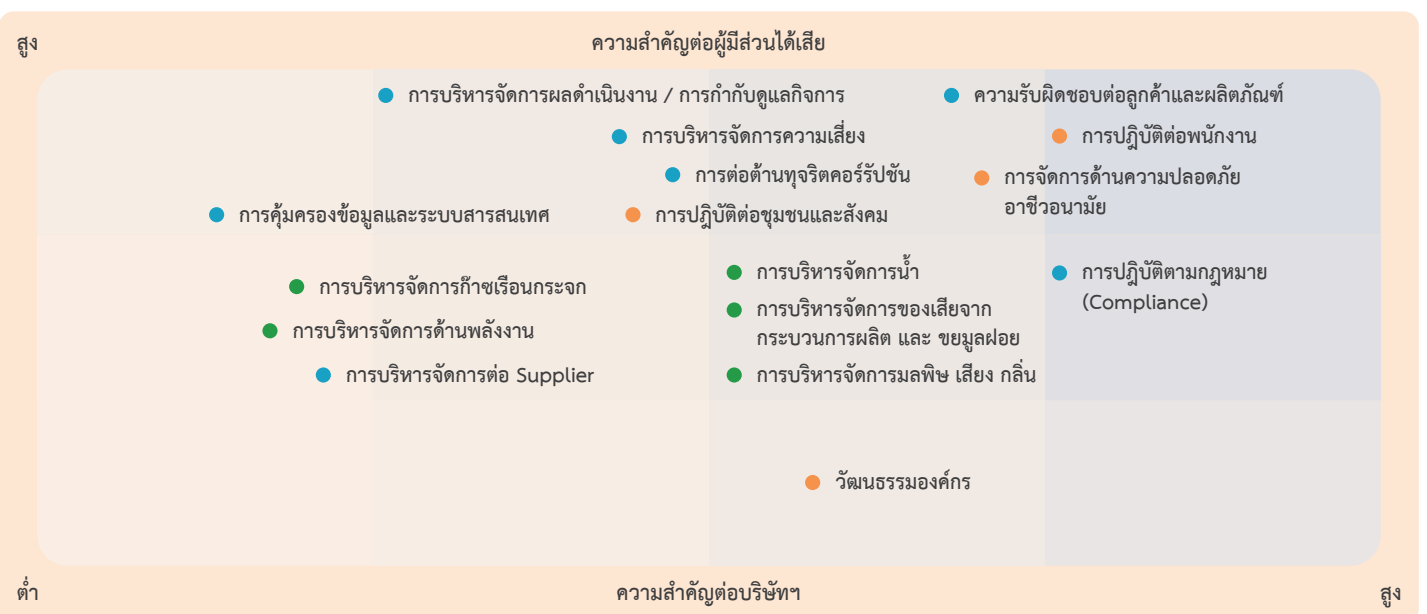 สูง
ความสำคัญต่อผู้มีส่วนได้เสีย
การบริหารจัดการผลดำเนินงาน / การกำกับดูแลกิจการ
ความรับผิดชอบต่อลูกค้าและผลิตภัณฑ์
การบริหารจัดการความเสี่ยง
การปฎิบัติต่อพนักงาน
การต่อต้านทุจริตคอร์รัปชัน
การจัดการด้านความปลอดภัย
อาชีวอนามัย
การคุ้มครองข้อมูลและระบบสารสนเทศ
การปฎิบัติต่อชุมชนและสังคม
การบริหารจัดการน้ำ
การปฎิบัติตามกฎหมาย
(Compliance)
การบริหารจัดการก๊าซเรือนกระจก
การบริหารจัดการของเสียจาก
กระบวนการผลิต และ ขยมูลฝอย
การบริหารจัดการด้านพลังงาน
การบริหารจัดการต่อ Supplier
การบริหารจัดการมลพิษ เสียง กลิ่น
วัฒนธรรมองค์กร
ต่ำ
ความสำคัญต่อบริษัทฯ
สูง